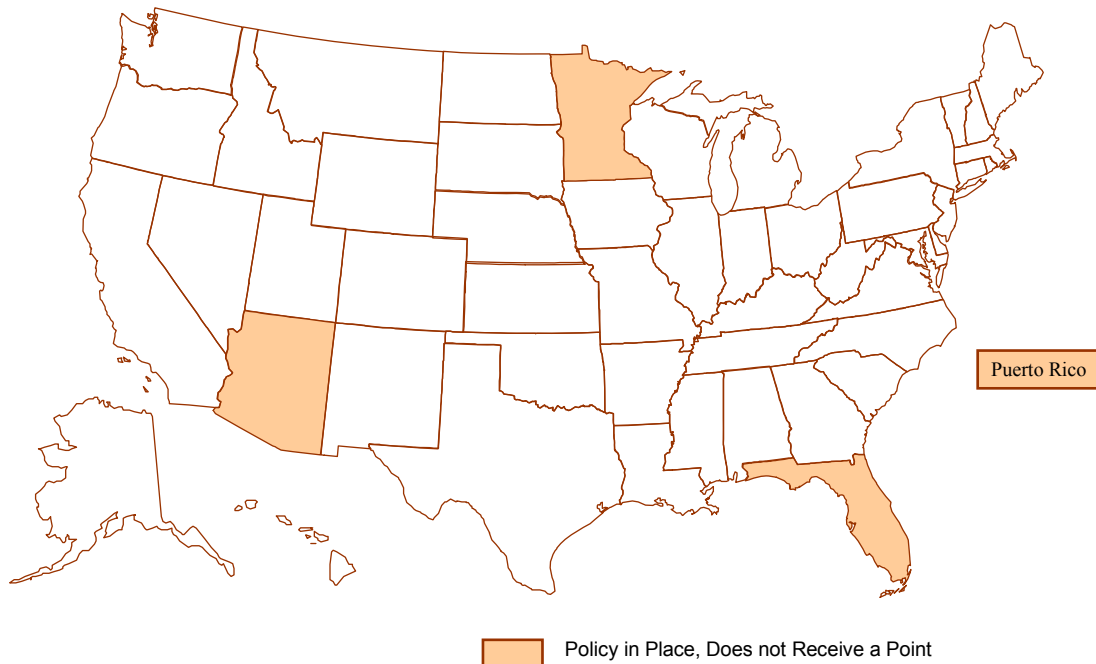 Puerto Rico
Policy in Place, Does not Receive a Point